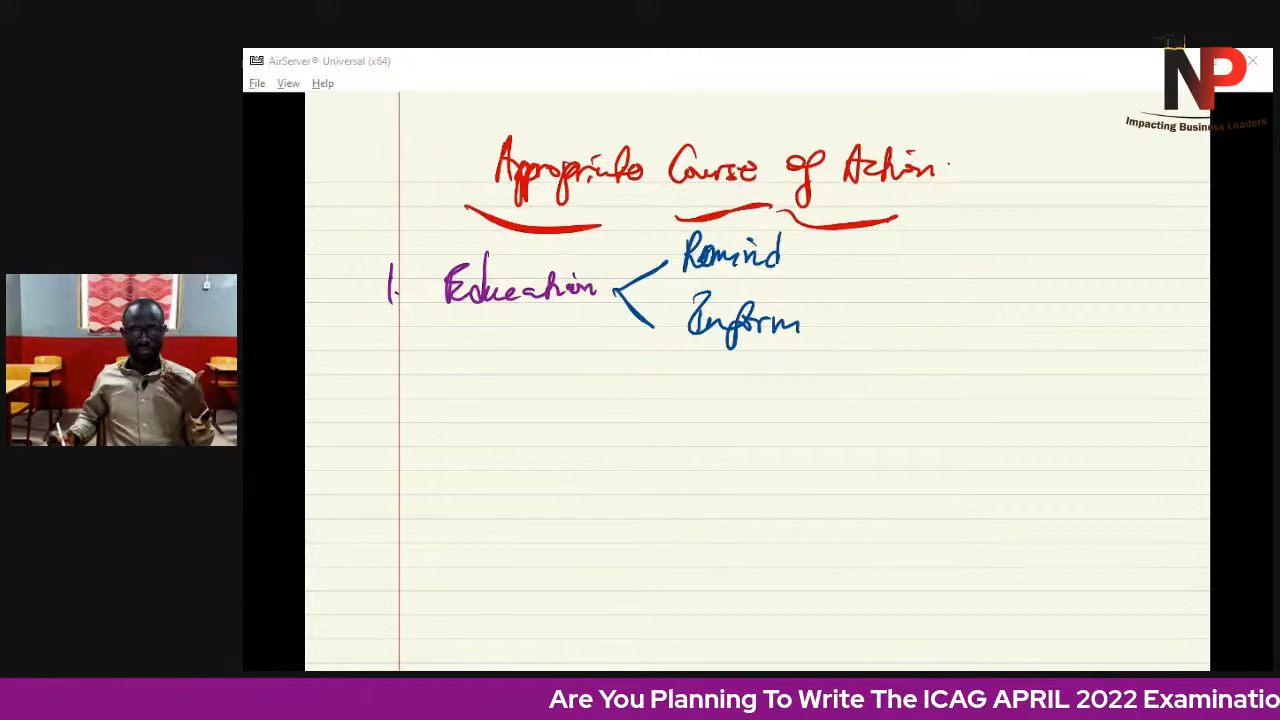 AirServer® Universal (x64)
File View Help
NP
Impacting Business Leaders
Appropriate Course of Action.
1. Education
Remind
Inform
Are You Planning To Write The ICAG APRIL 2022 Examinatio